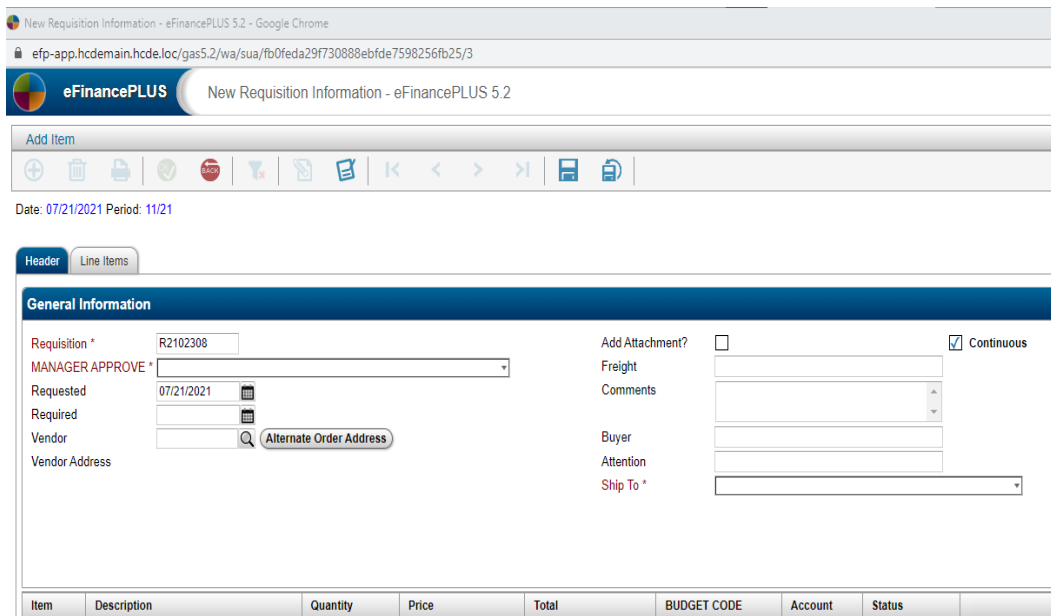 New Requisition Information - eFinancePLUS 5.2 - Google Chrome
efp-app.hcdemain.hcde.loc/gas5.2/wa/sua/fb0feda29f730888ebfde7598256fb25/3
eFinancePLUS New Requisition Information - eFinancePLUS 5.2
Add Item
BACK
Date: 07/21/2021 Period: 11/21
Header Line Items
General Information
Requisition * R2102308 Add Attachment? Continuous
MANAGER APPROVE * Freight
Requested 07/21/2021 Comments
Required
Vendor Alternate Order Address Buyer
Vendor Address Attention
Ship To *
Item Description Quantity Price Total BUDGET CODE Account Status